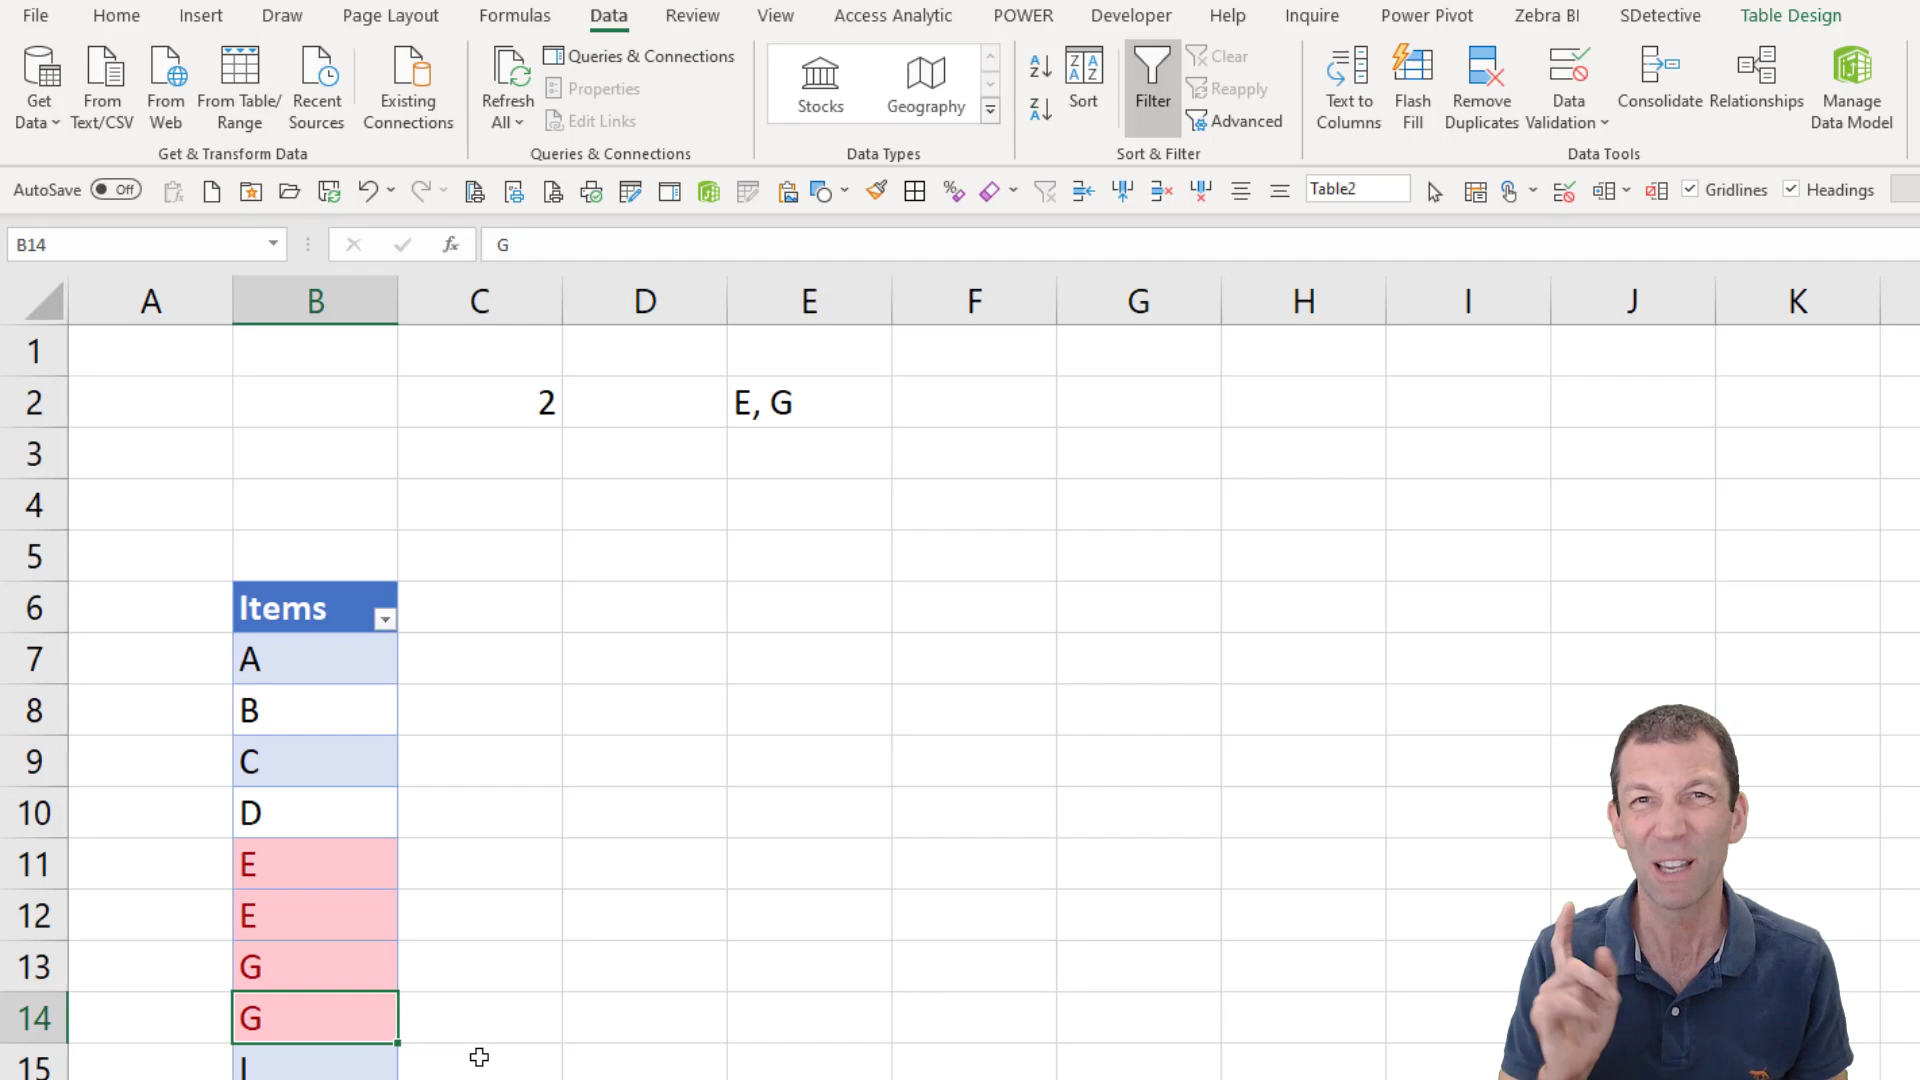 File Home Insert Draw Page Layout Formulas Data Review View Access Analytic POWER Developer Help Inquire Power Pivot Zebra BI SDetective Table Design
Get Data
From Text/CSV
From Web
From Table/ Range
Recent Sources
Existing Connections
Get & Transform Data
Refresh All
Queries & Connections
Properties
Edit Links
Queries & Connections
Stocks
Geography
Data Types
Sort
Filter
Clear
Reapply
Advanced
Sort & Filter
Text to Columns
Flash Fill
Remove Duplicates
Data Validation
Consolidate
Relationships
Manage Data Model
Data Tools
AutoSave Off Table2 Gridlines Headings
B14 fx G
A B C D E F G H I J K
1
2 2 E, G
3
4
5
6 Items
7 A
8 B
9 C
10 D
11 E
12 E
13 G
14 G
15